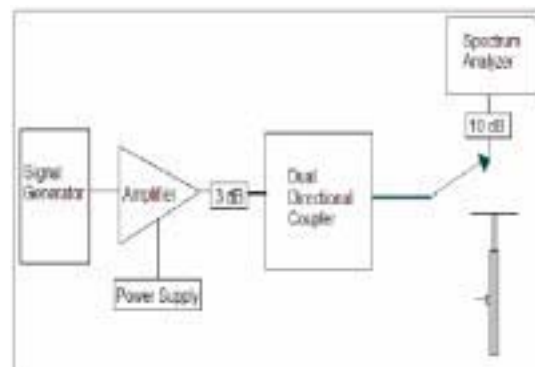 Spectrum
Analyzer
10 dB
Signal
Generator
Amplifier
3 dB
Dual
Directional
Coupler
Power Supply